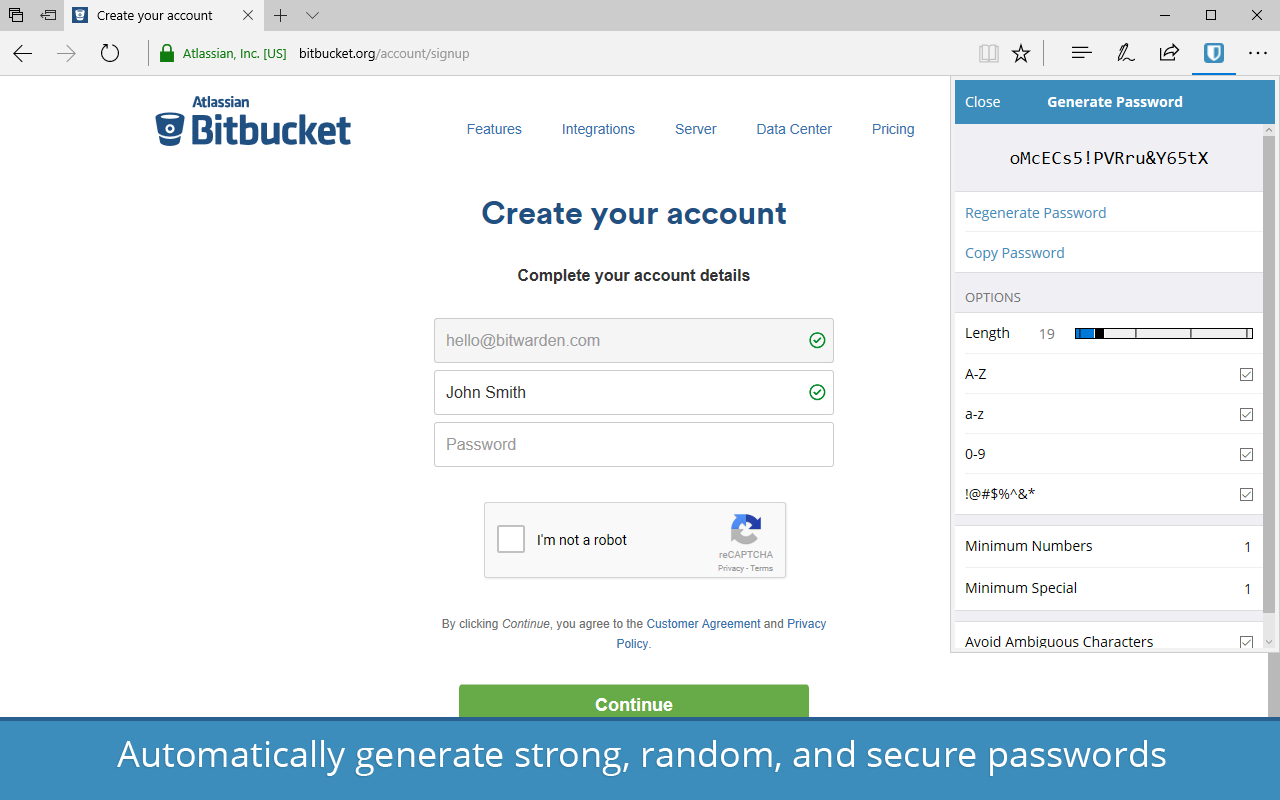 Create your account
Atlassian, Inc. [US] bitbucket.org/account/signup
Atlassian
Bitbucket
Features Integrations Server Data Center Pricing
Create your account
Complete your account details
hello@bitwarden.com
John Smith
Password
I'm not a robot
reCAPTCHA
Privacy - Terms
By clicking Continue, you agree to the Customer Agreement and Privacy
Policy.
Continue
Close Generate Password
oMcECs5!PVRru&Y65tX
Regenerate Password
Copy Password
OPTIONS
Length 19
A-Z
a-z
0-9
!@#$%^&*
Minimum Numbers 1
Minimum Special 1
Avoid Ambiguous Characters
Automatically generate strong, random, and secure passwords